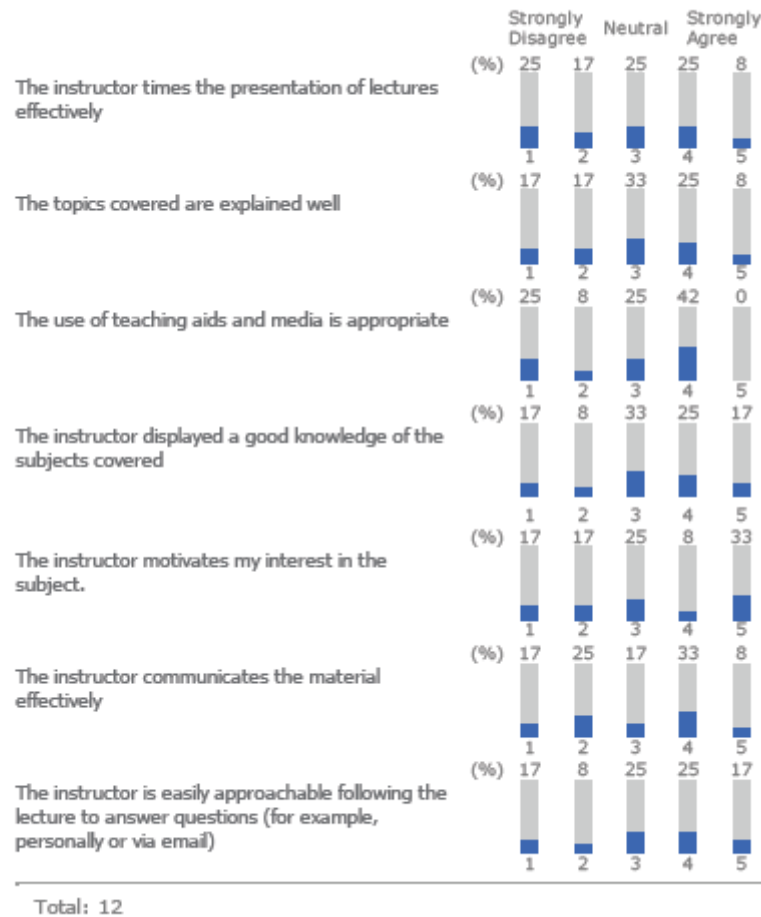 Strongly Disagree Neutral Strongly Agree
(%) 25 17 25 25 8
The instructor times the presentation of lectures
effectively
1 2 3 4 5
(%) 17 17 33 25 8
The topics covered are explained well
1 2 3 4 5
(%) 25 8 25 42 0
The use of teaching aids and media is appropriate
1 2 3 4 5
(%) 17 8 33 25 17
The instructor displayed a good knowledge of the
subjects covered
1 2 3 4 5
(%) 17 17 25 8 33
The instructor motivates my interest in the
subject.
1 2 3 4 5
(%) 17 25 17 33 8
The instructor communicates the material
effectively
1 2 3 4 5
(%) 17 8 25 25 17
The instructor is easily approachable following the
lecture to answer questions (for example,
personally or via email)
1 2 3 4 5
Total: 12